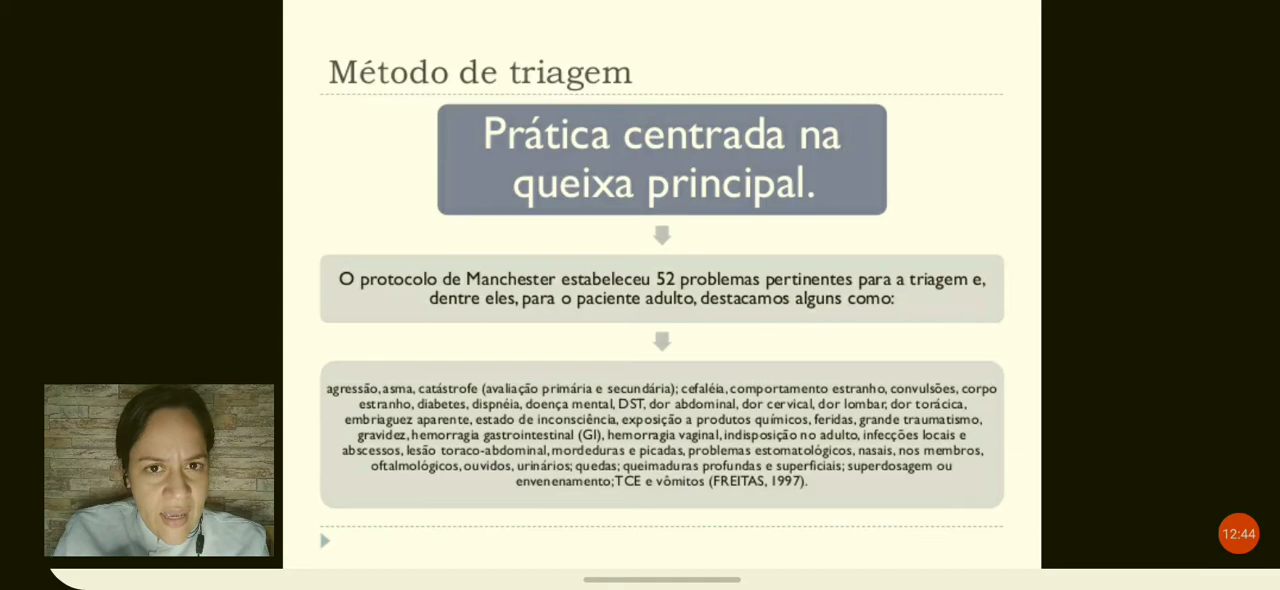 Método de triagem
Prática centrada na
queixa principal.
O protocolo de Manchester estabeleceu 52 problemas pertinentes para a triagem e,
dentre eles, para o paciente adulto, destacamos alguns como:
agressão, asma, catástrofe (avaliação primária e secundária); cefaléia, comportamento estranho, convulsões, corpo
estranho, diabetes, dispnéia, doença mental, DST, dor abdominal, dor cervical, dor lombar, dor torácica,
embriaguez aparente, estado de inconsciência, exposição a produtos químicos, feridas, grande traumatismo,
gravidez, hemorragia gastrointestinal (GI), hemorragia vaginal, indisposição no adulto, infecções locais e
abscessos, lesão toraco-abdominal, mordeduras e picadas, problemas estomatológicos, nasais, nos membros,
oftalmológicos, ouvidos, urinários; quedas; queimaduras profundas e superficiais; superdosagem ou
envenenamento; TCE e vômitos (FREITAS, 1997).
12:44